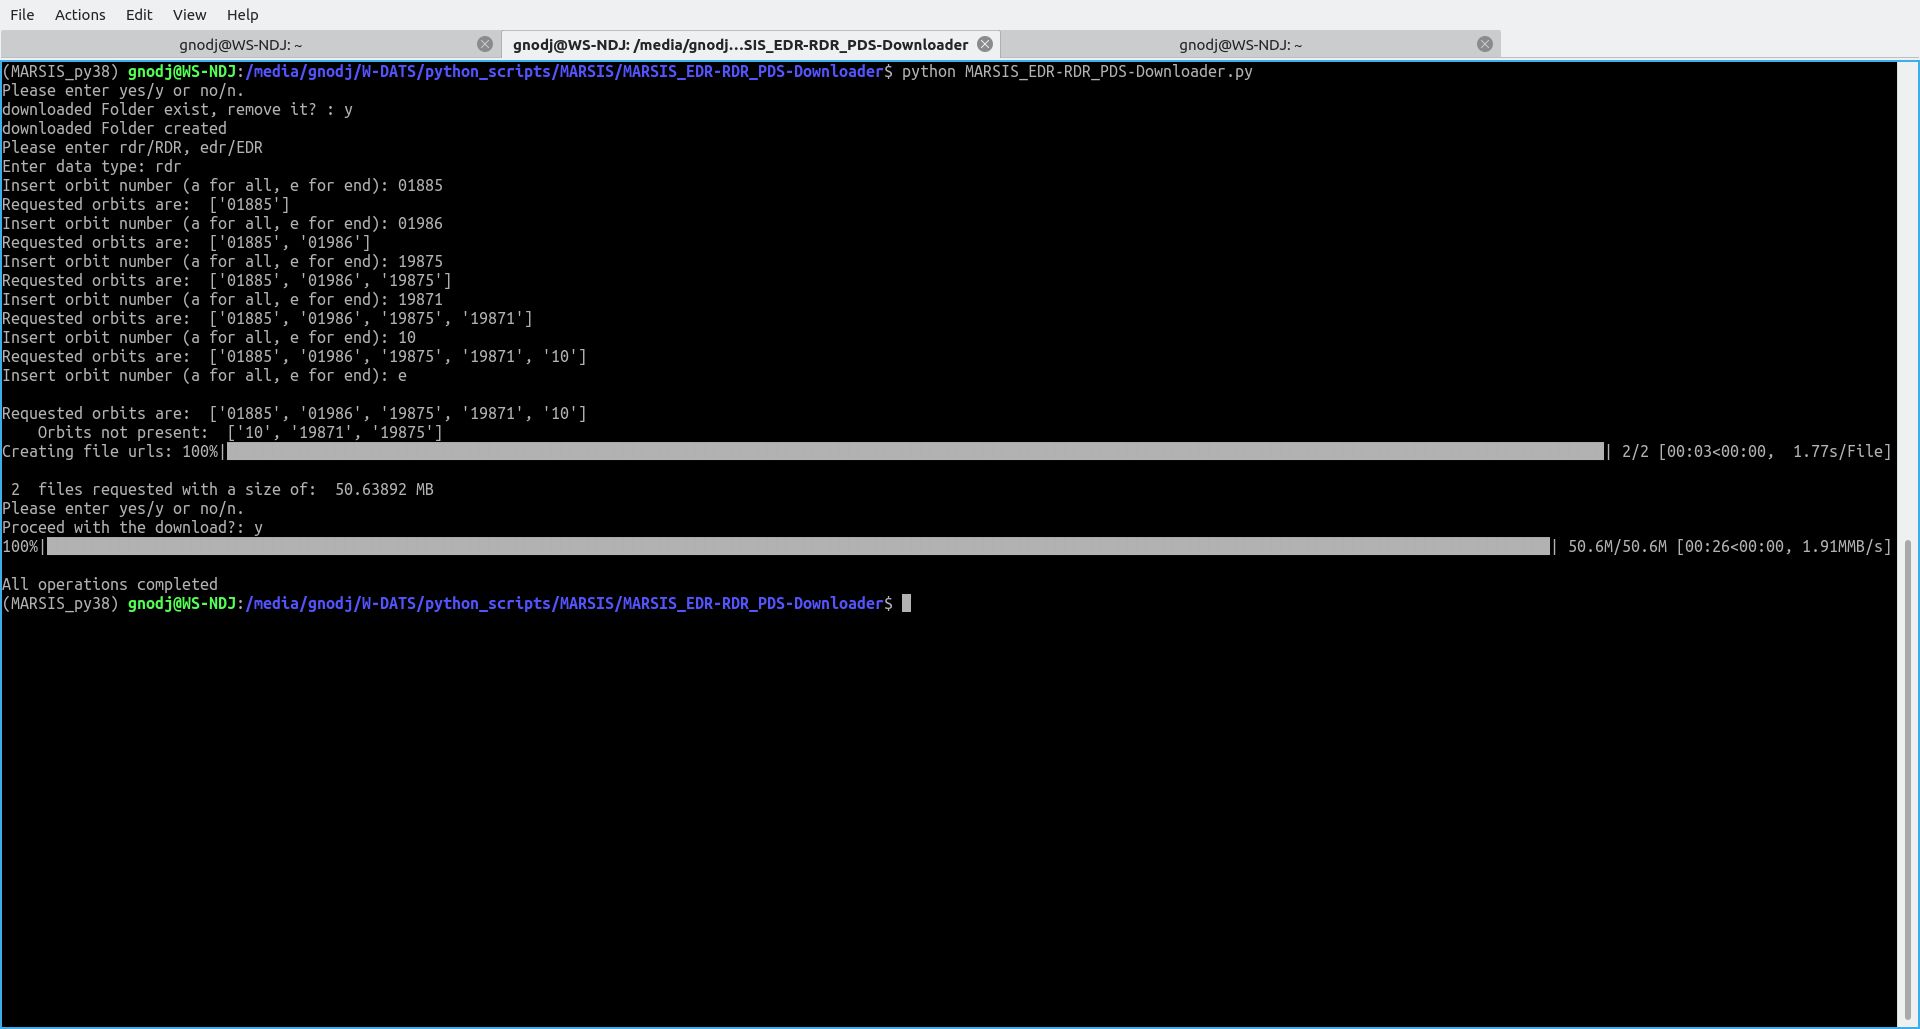 File Actions Edit View Help
gnodj@WS-NDJ: ~ gnodj@WS-NDJ: /media/gnodj...SIS_EDR-RDR_PDS-Downloader gnodj@WS-NDJ: ~
(MARSIS_py38) gnodj@WS-NDJ:/media/gnodj/W-DATS/python_scripts/MARSIS/MARSIS_EDR-RDR_PDS-Downloader$ python MARSIS_EDR-RDR_PDS-Downloader.py
Please enter yes/y or no/n.
downloaded Folder exist, remove it? : y
downloaded Folder created
Please enter rdr/RDR, edr/EDR
Enter data type: rdr
Insert orbit number (a for all, e for end): 01885
Requested orbits are:  ['01885']
Insert orbit number (a for all, e for end): 01986
Requested orbits are:  ['01885', '01986']
Insert orbit number (a for all, e for end): 19875
Requested orbits are:  ['01885', '01986', '19875']
Insert orbit number (a for all, e for end): 19871
Requested orbits are:  ['01885', '01986', '19875', '19871']
Insert orbit number (a for all, e for end): 10
Requested orbits are:  ['01885', '01986', '19875', '19871', '10']
Insert orbit number (a for all, e for end): e
Requested orbits are:  ['01885', '01986', '19875', '19871', '10']
    Orbits not present:  ['10', '19871', '19875']
Creating file urls: 100%| | 2/2 [00:03<00:00,  1.77s/File]
 2  files requested with a size of:  50.63892 MB
Please enter yes/y or no/n.
Proceed with the download?: y
100%| | 50.6M/50.6M [00:26<00:00, 1.91MMB/s]
All operations completed
(MARSIS_py38) gnodj@WS-NDJ:/media/gnodj/W-DATS/python_scripts/MARSIS/MARSIS_EDR-RDR_PDS-Downloader$